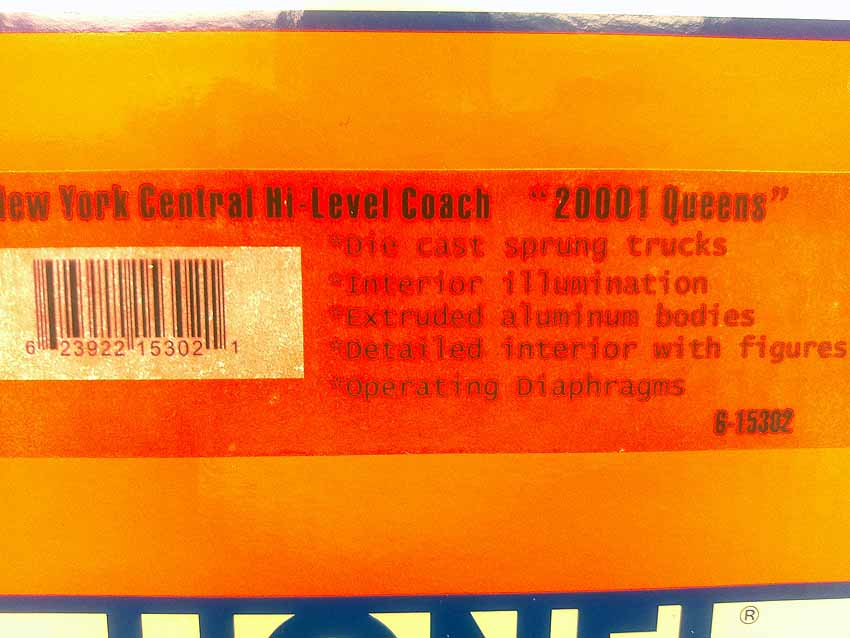 New York Central Hi-Level Coach “20001 Queens”
*Die cast sprung trucks
*Interior illumination
*Extruded aluminum bodies
*Detailed interior with figures
*Operating Diaphragms
6 23922 15302 1
6-15302
®